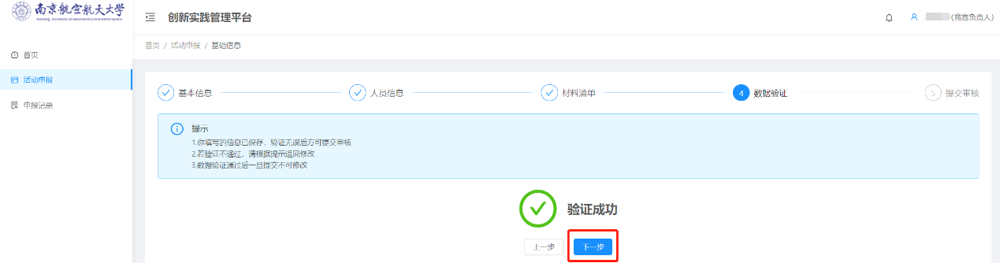 南京航空航天大学
Nanjing University of Aeronautics and Astronautics
创新实践管理平台
(竞赛负责人)
首页 / 活动申报 / 基础信息
首页
活动申报
申报记录
基本信息
人员信息
材料清单
4 数据验证
5 提交审核
提示
1.你填写的信息已保存，验证无误后方可提交审核
2.若验证不通过，请根据提示返回修改
3.数据验证通过后一旦提交不可修改
验证成功
上一步 下一步